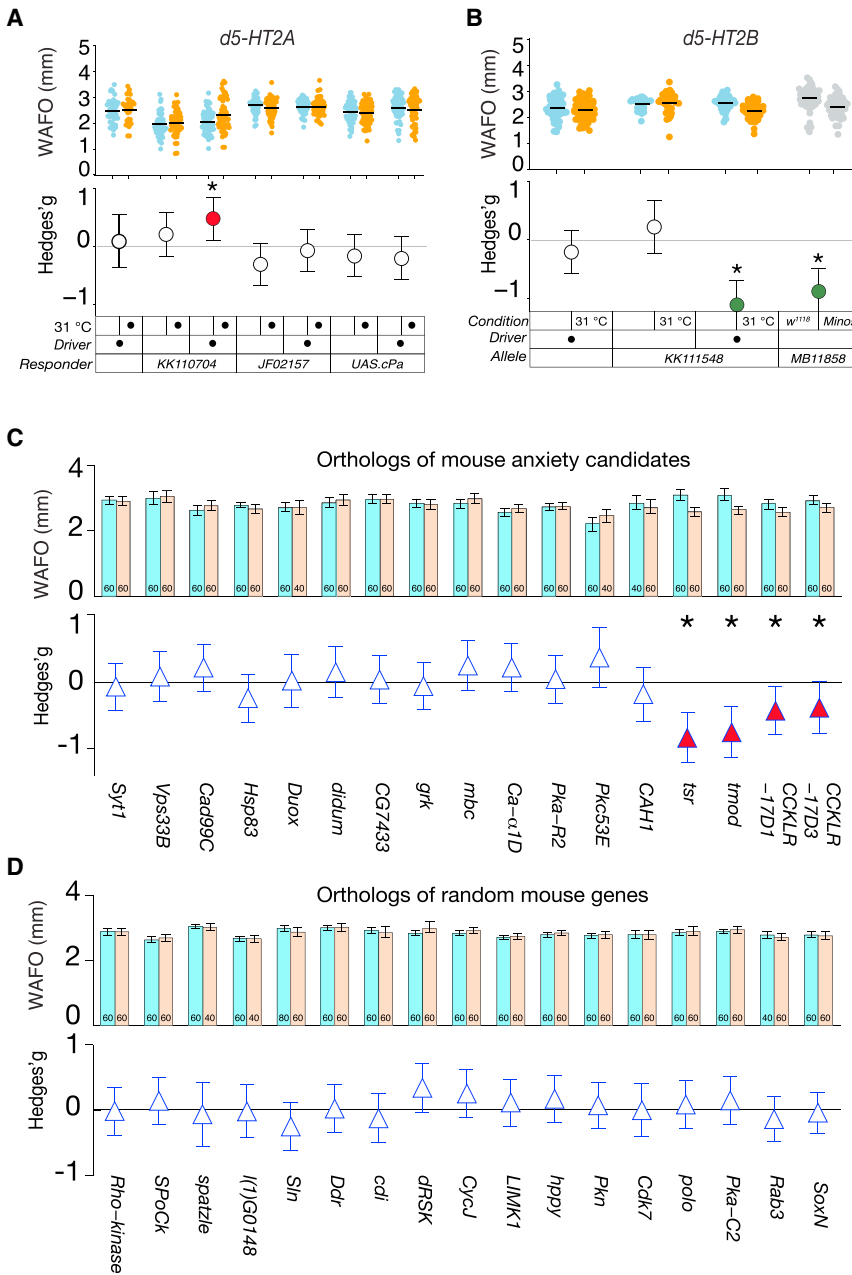 A
d5-HT2A
WAFO (mm)
5
4
3
2
1
0
Hedges'g
1
0
−1
31 °C
Driver
Responder
KK110704
JF02157
UAS.cPa
*
B
d5-HT2B
WAFO (mm)
5
4
3
2
1
0
Hedges'g
1
0
−1
* *
Condition 31 °C 31 °C 31 °C w1118 Minos
Driver
Allele KK111548 MB11858
C
Orthologs of mouse anxiety candidates
WAFO (mm)
4
2
0
60 60 60 60 60 60 60 60 60 40 60 60 60 60 60 60 60 60 60 60 60 60 60 40 40 60 60 60 60 60 60 60 60 60
Hedges'g
1
0
-1
* * * *
Syt1
Vps33B
Cad99C
Hsp83
Duox
didum
CG7433
grk
mbc
Ca−α1D
Pka−R2
Pkc53E
CAH1
tsr
tmod
CCKLR
−17D1
CCKLR
−17D3
D
Orthologs of random mouse genes
WAFO (mm)
4
2
0
60 60 60 60 60 40 60 40 80 60 60 60 60 60 60 60 60 60 60 60 60 60 60 60 60 60 60 60 60 60 40 60 60 60
Hedges'g
1
0
-1
Rho−kinase
SPoCk
spatzle
l(1)G0148
Sln
Ddr
cdi
dRSK
CycJ
LIMK1
hppy
Pkn
Cdk7
polo
Pka−C2
Rab3
SoxN